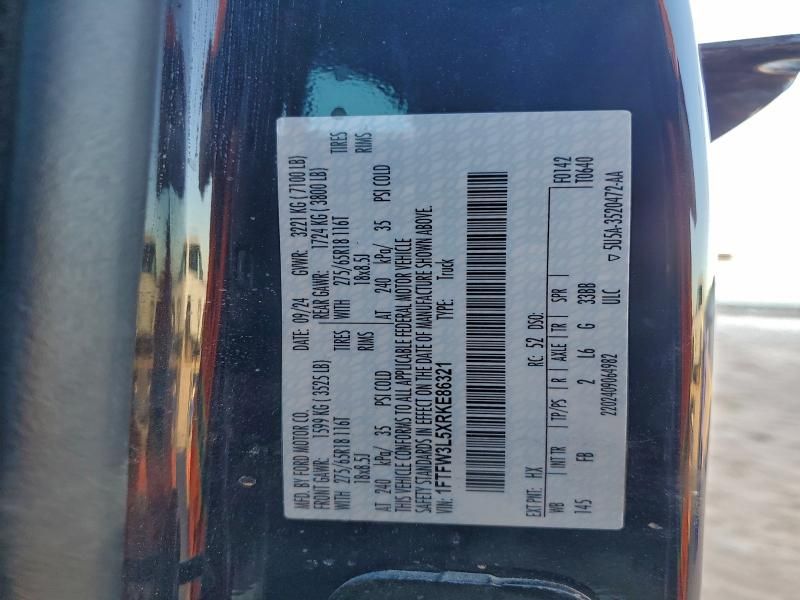 MFD. BY FORD MOTOR CO.
DATE: 09/24 GVWR: 3221 KG ( 7100 LB)
FRONT GAWR: 1599 KG ( 3525 LB) REAR GAWR: 1724 KG ( 3800 LB)
WITH 275/65R18 116T TIRES WITH 275/65R18 116T TIRES
18x8.5J RIMS 18x8.5J RIMS
AT 240 kPa/ 35 PSI COLD AT 240 kPa/ 35 PSI COLD
THIS VEHICLE CONFORMS TO ALL APPLICABLE FEDERAL MOTOR VEHICLE
SAFETY STANDARDS IN EFFECT ON THE DATE OF MANUFACTURE SHOWN ABOVE.
VIN: 1FTFW3L5XRKE86321 TYPE: Truck
EXT PNT: HX RC: 52 DSO: F0142
WB INT TR TP/PS R AXLE TR SPR T0640
145 FB 2 L6 G 33BB
2202409064982 ULC
▽ 5U5A-3520472-AA